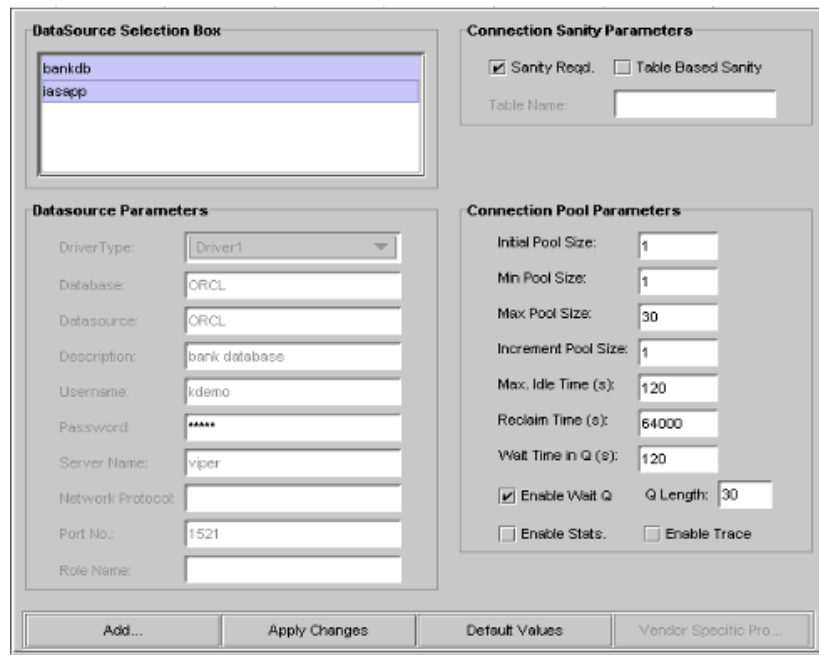 DataSource Selection Box
bankdb
iasapp
Connection Sanity Parameters
Sanity Reqd.
Table Based Sanity
Table Name:
Datasource Parameters
DriverType: Driver1
Database: ORCL
Datasource: ORCL
Description: bank database
Username: kdemo
Password: *****
Server Name: viper
Network Protocol:
Port No.: 1521
Role Name:
Connection Pool Parameters
Initial Pool Size: 1
Min Pool Size: 1
Max Pool Size: 30
Increment Pool Size: 1
Max. Idle Time (s): 120
Reclaim Time (s): 64000
Wait Time in Q (s): 120
Enable Wait Q
Q Length: 30
Enable Stats.
Enable Trace
Add...
Apply Changes
Default Values
Vendor Specific Pro...